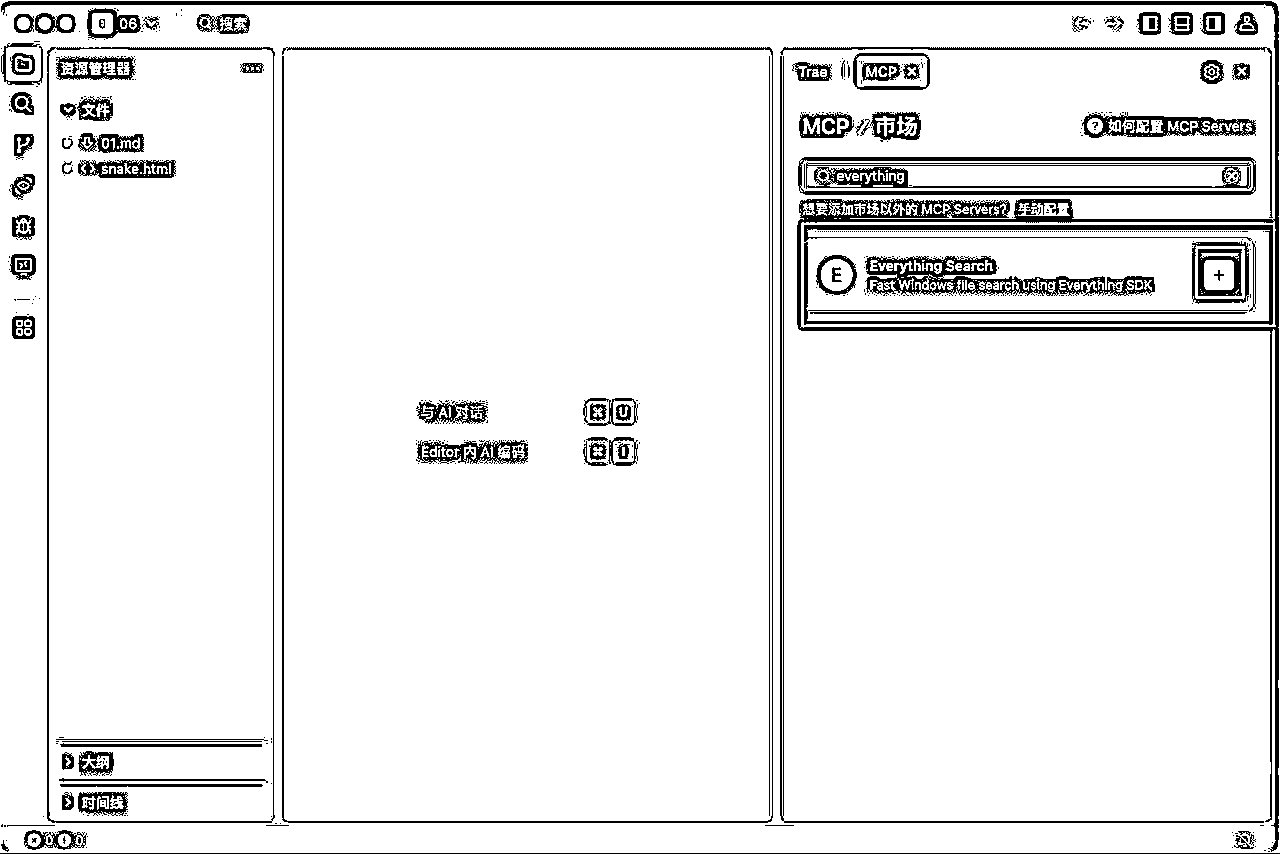 06
搜索
资源管理器
文件
01.md
snake.html
与 AI 对话
⌘ U
Editor 内 AI 编码
⌘ I
大纲
时间线
0 0
Trae
MCP
MCP // 市场
如何配置 MCP Servers
everything
想要添加市场以外的 MCP Servers? 手动配置
E
Everything Search
Fast Windows file search using Everything SDK